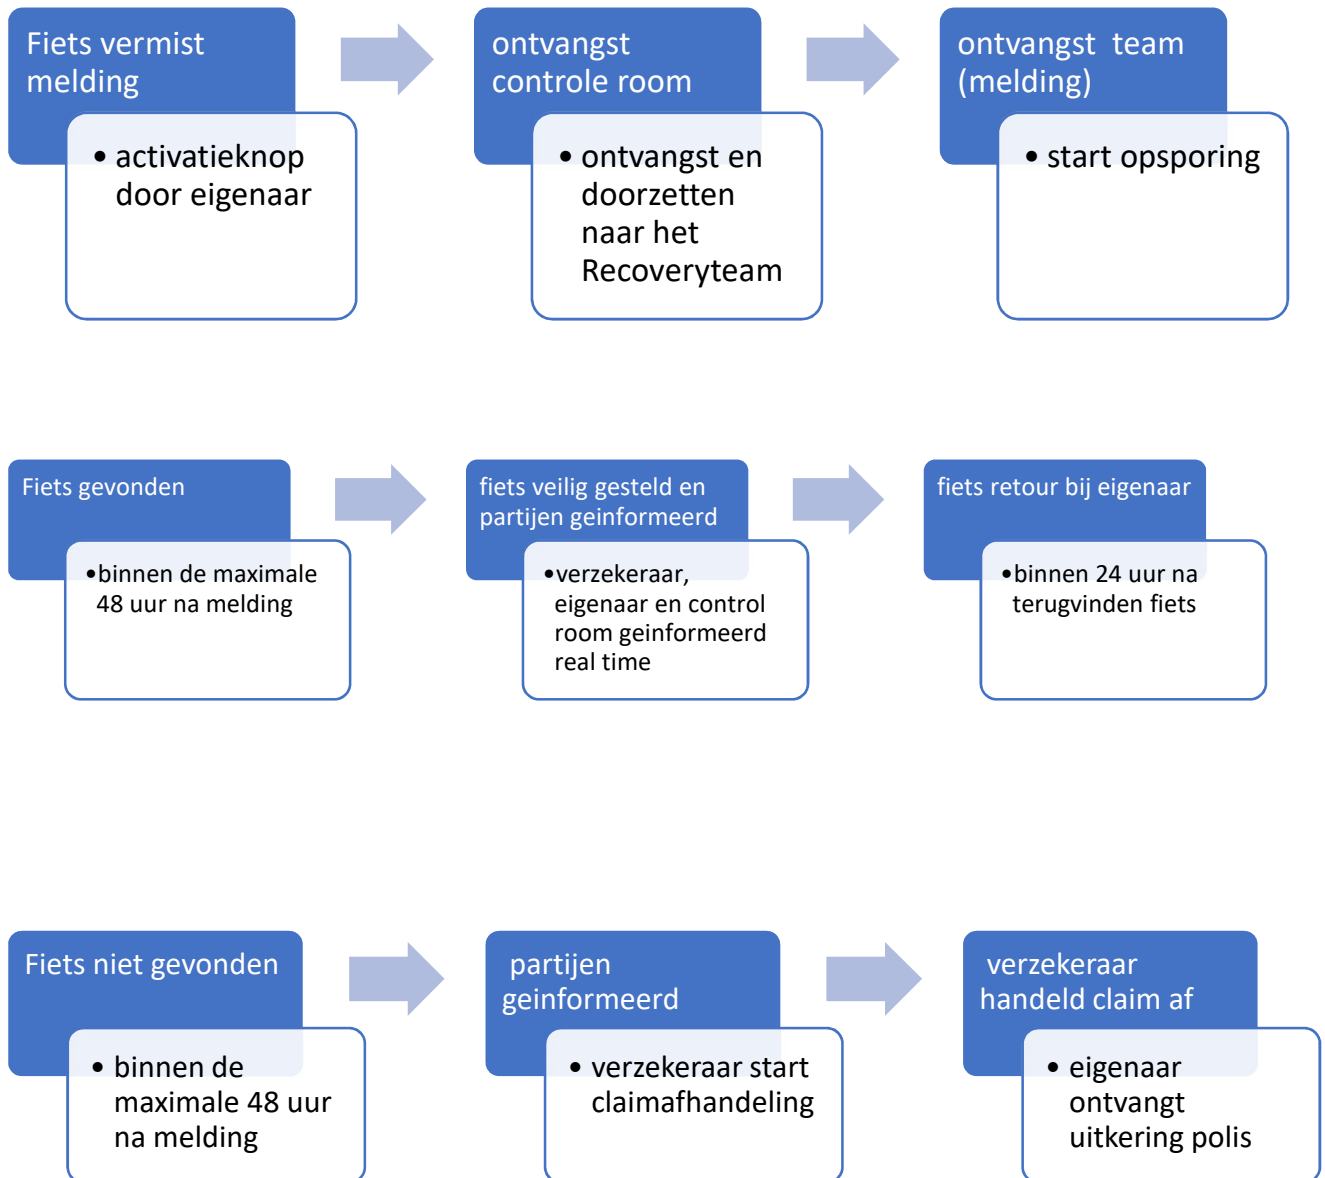 Fiets vermist
melding
• activatieknop
door eigenaar
ontvangst
controle room
• ontvangst en
doorzetten
naar het
Recoveryteam
ontvangst  team
(melding)
• start opsporing
Fiets gevonden
•binnen de maximale
48 uur na melding
fiets veilig gesteld en
partijen geinformeerd
•verzekeraar,
eigenaar en control
room geinformeerd
real time
fiets retour bij eigenaar
•binnen 24 uur na
terugvinden fiets
Fiets niet gevonden
• binnen de
maximale 48 uur
na melding
partijen
geinformeerd
• verzekeraar start
claimafhandeling
verzekeraar
handeld claim af
• eigenaar
ontvangt
uitkering polis